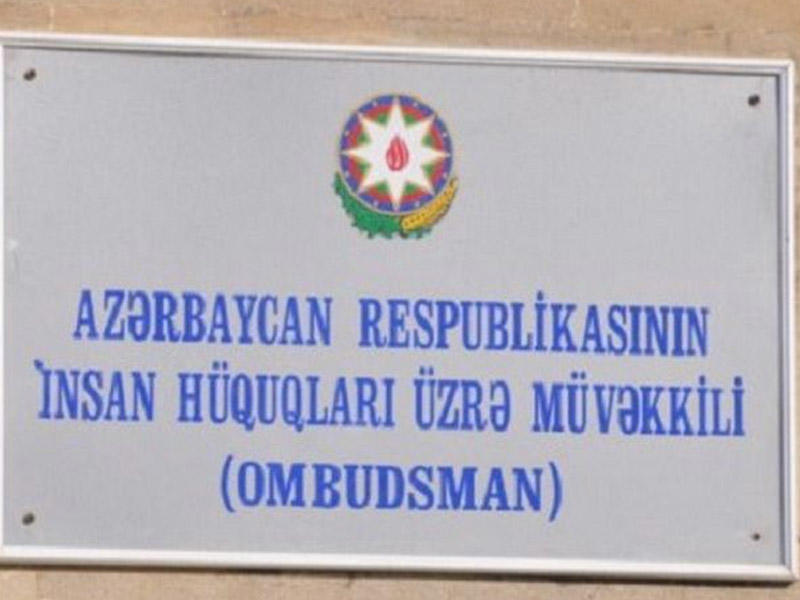 AZƏRBAYCAN RESPUBLİKASININ
İNSAN HÜQUQLARI ÜZRƏ MÜVƏKKİLİ
(OMBUDSMAN)